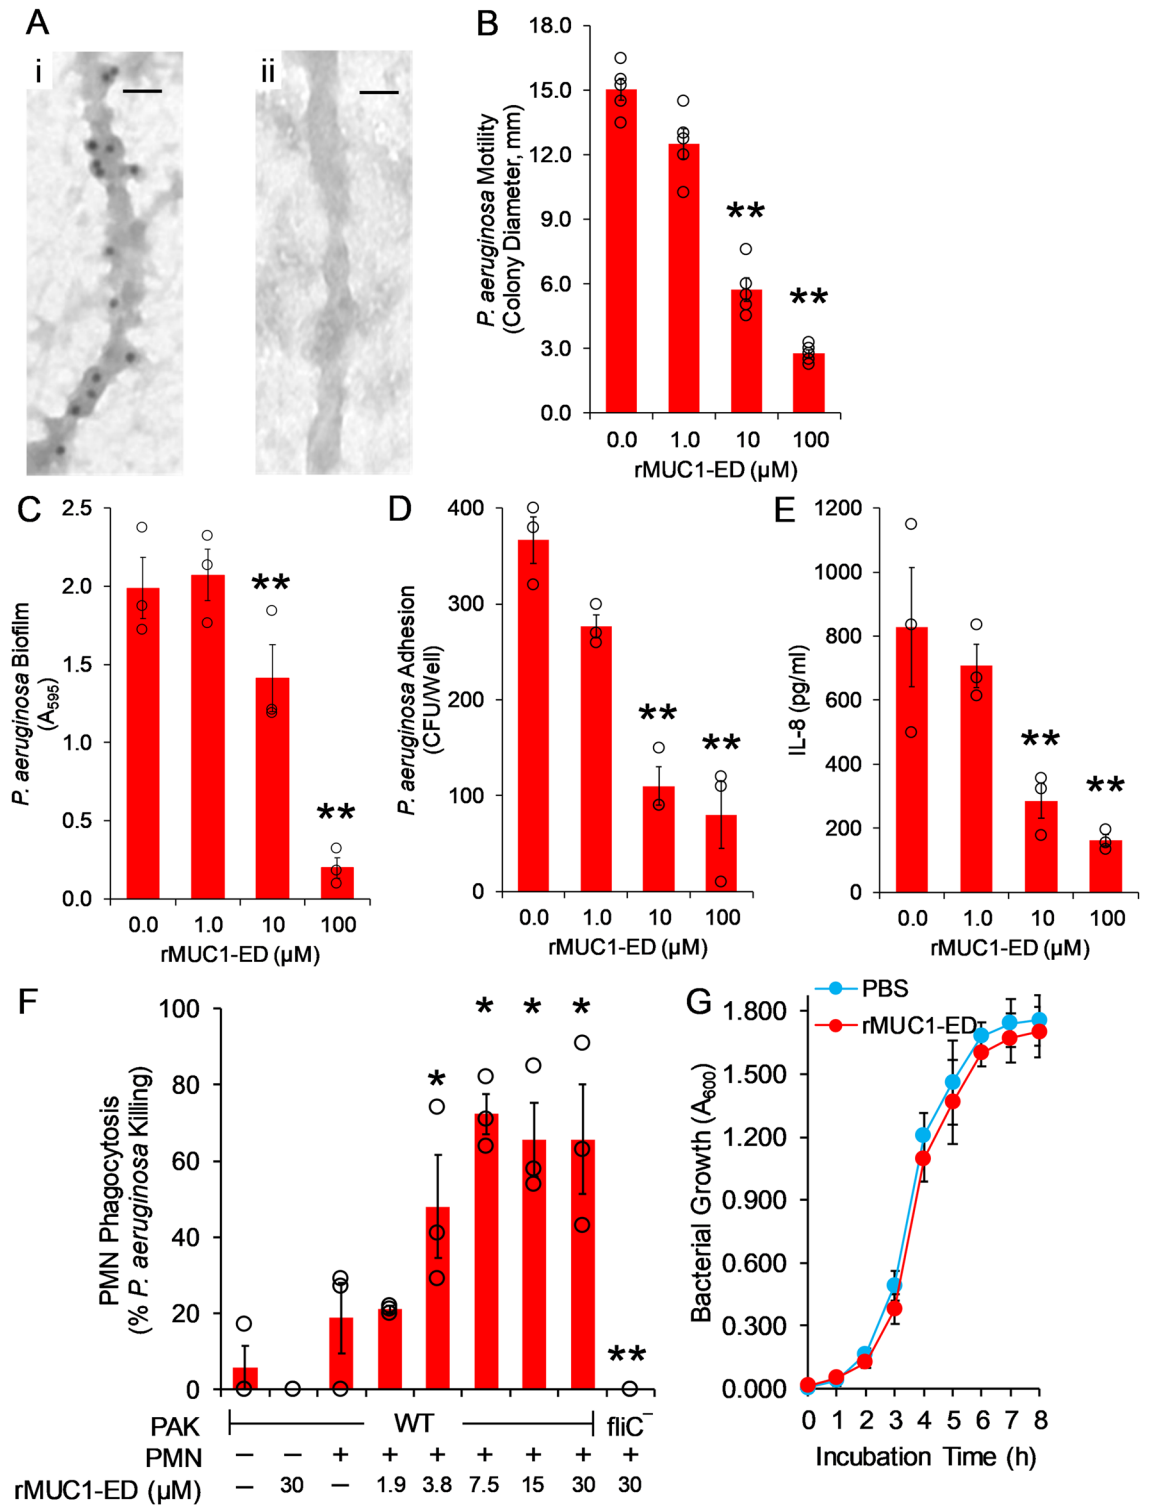 A
i
ii
B
18.0
15.0
12.0
9.0
6.0
3.0
0.0
P. aeruginosa Motility
(Colony Diameter, mm)
**
**
0.0 1.0 10 100
rMUC1-ED (µM)
C
2.5
2.0
1.5
1.0
0.5
0.0
P. aeruginosa Biofilm
(A595)
**
**
0.0 1.0 10 100
rMUC1-ED (µM)
D
400
300
200
100
0
P. aeruginosa Adhesion
(CFU/Well)
**
**
0.0 1.0 10 100
rMUC1-ED (µM)
E
1200
1000
800
600
400
200
0
IL-8 (pg/ml)
**
**
0.0 1.0 10 100
rMUC1-ED (µM)
F
100
80
60
40
20
0
PMN Phagocytosis
(% P. aeruginosa Killing)
*
*
*
*
**
PAK WT fliC⁻
PMN − − + + + + + + +
rMUC1-ED (µM) − 30 − 1.9 3.8 7.5 15 30 30
G
PBS
rMUC1-ED
1.800
1.500
1.200
0.900
0.600
0.300
0.000
Bacterial Growth (A600)
0 1 2 3 4 5 6 7 8
Incubation Time (h)